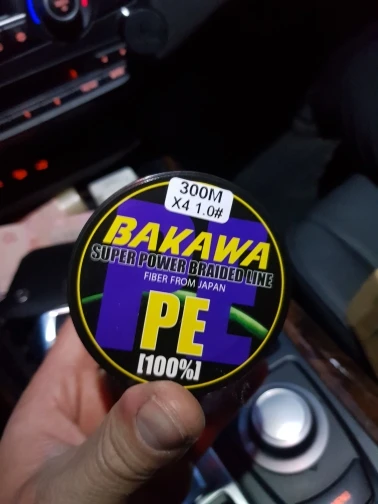 300M
X4 1.0#
BAKAWA
SUPER POWER BRAIDED LINE
FIBER FROM JAPAN
PE
[100%]